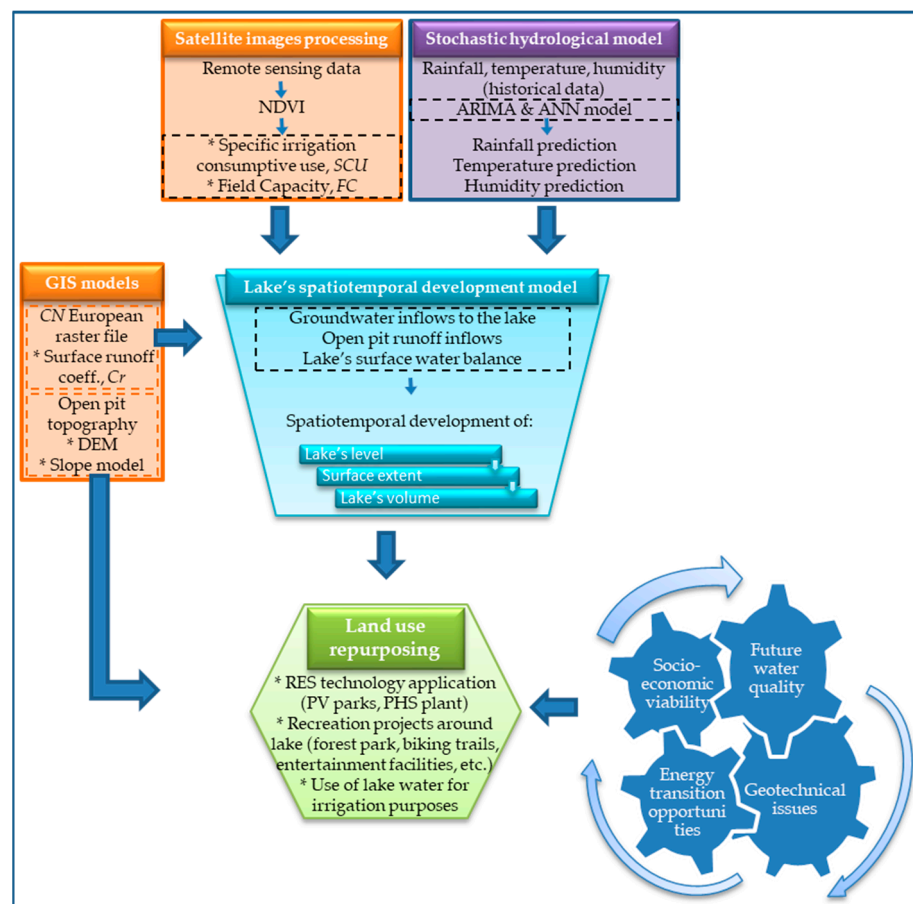 Satellite images processing
Remote sensing data
NDVI
* Specific irrigation
consumptive use, SCU
* Field Capacity, FC
Stochastic hydrological model
Rainfall, temperature, humidity
(historical data)
ARIMA & ANN model
Rainfall prediction
Temperature prediction
Humidity prediction
GIS models
CN European
raster file
* Surface runoff
coeff., Cr
Open pit
topography
* DEM
* Slope model
Lake's spatiotemporal development model
Groundwater inflows to the lake
Open pit runoff inflows
Lake's surface water balance
Spatiotemporal development of:
Lake's level
Surface extent
Lake's volume
Land use
repurposing
* RES technology application
(PV parks, PHS plant)
* Recreation projects around
lake (forest park, biking trails,
entertainment facilities, etc.)
* Use of lake water for
irrigation purposes
Socio-
economic
viability
Future
water
quality
Energy
transition
opportuni
ties
Geotechnical
issues